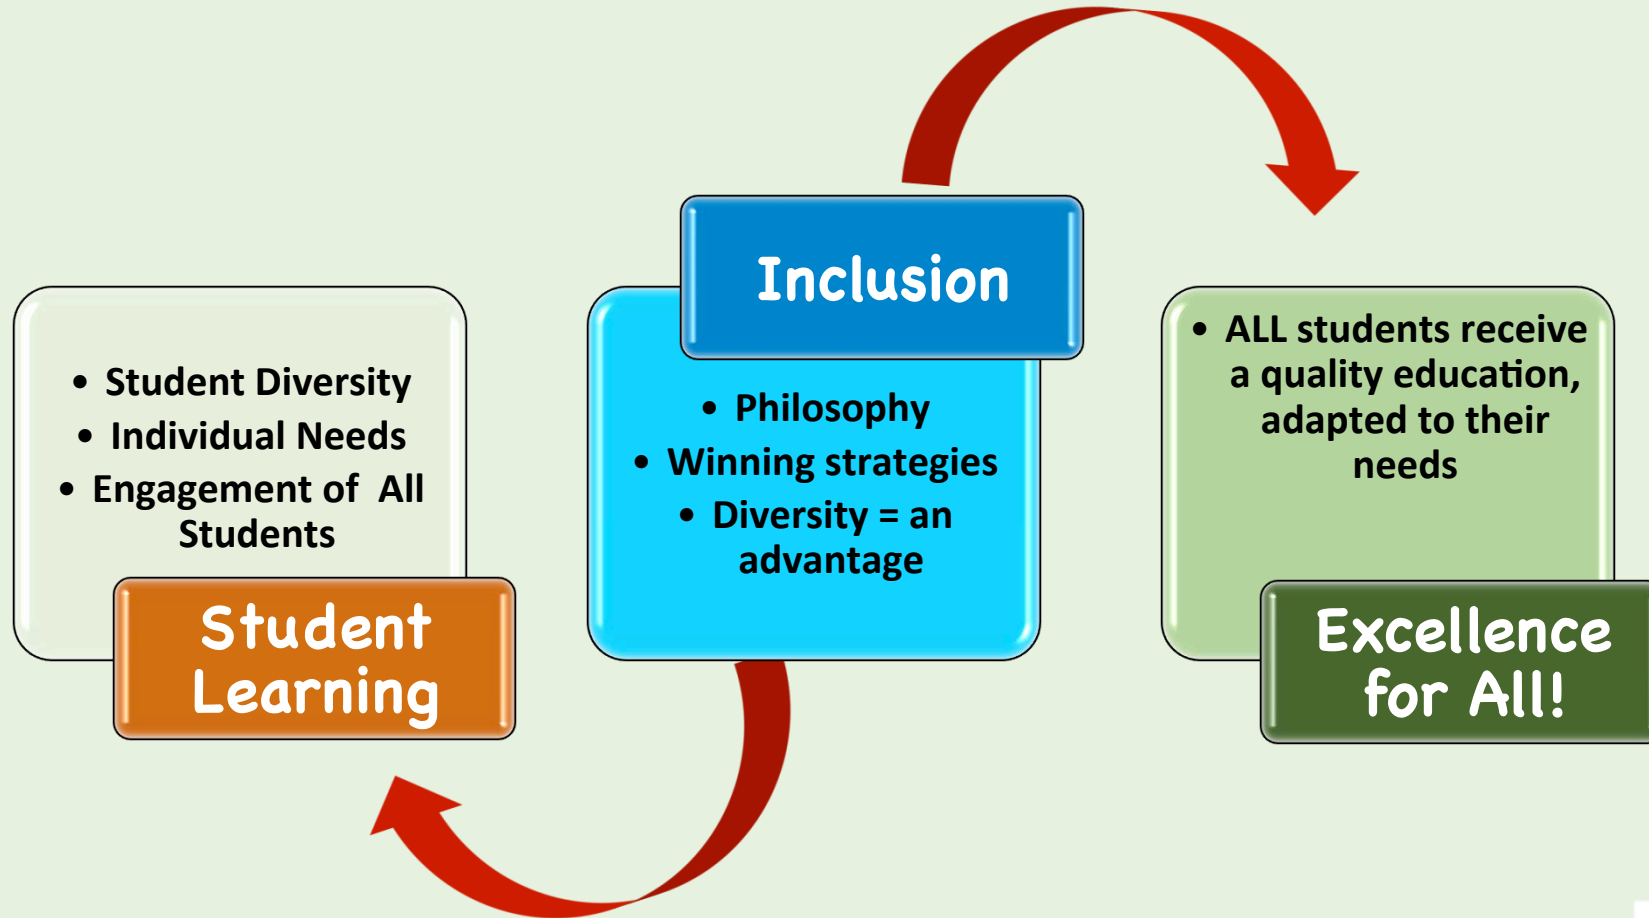 • Student Diversity
• Individual Needs
• Engagement of All
Students
Student
Learning
Inclusion
• Philosophy
• Winning strategies
• Diversity = an
advantage
• ALL students receive
a quality education,
adapted to their
needs
Excellence
for All!